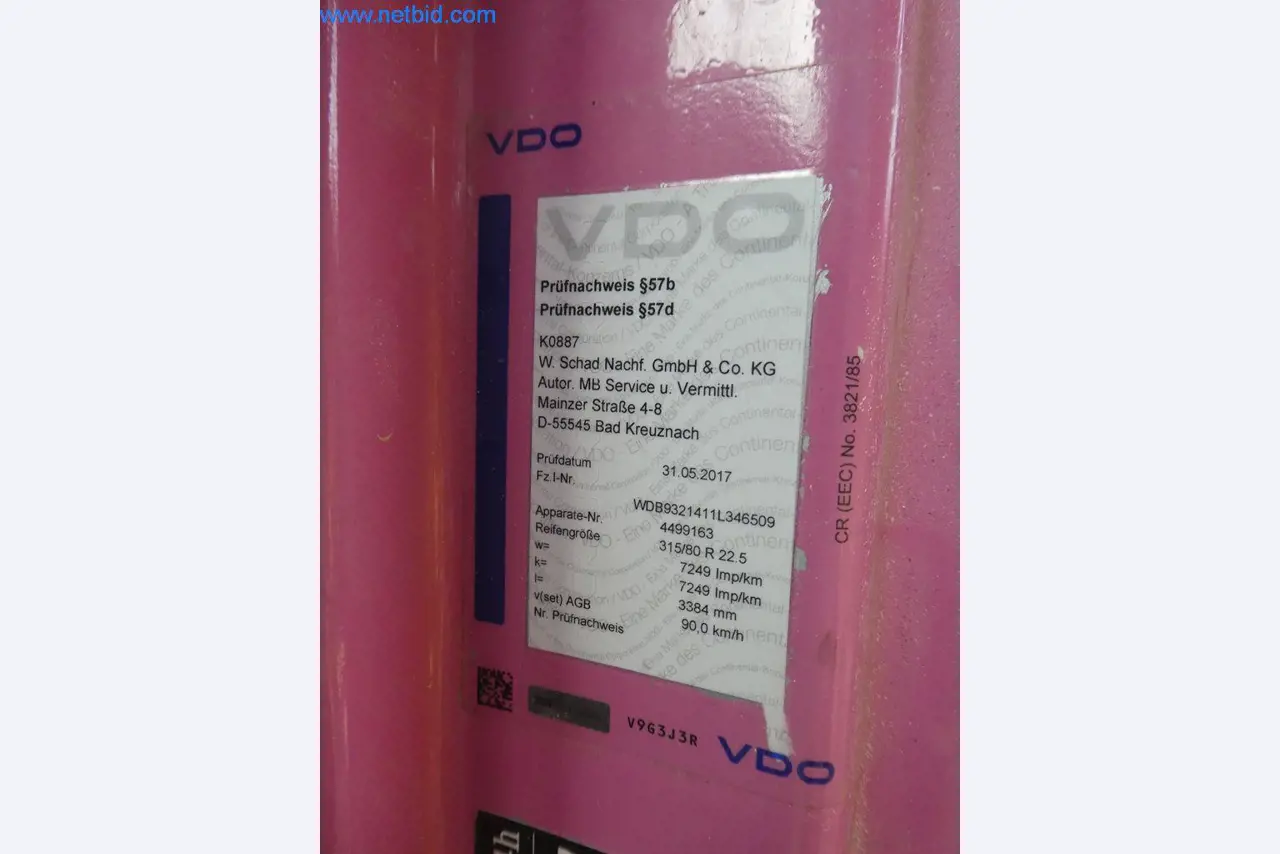 www.netbid.com
VDO
VDO
Prüfnachweis §57b
Prüfnachweis §57d
K0887
W. Schad Nachf. GmbH & Co. KG
Autor. MB Service u. Vermittl.
Mainzer Straße 4-8
D-55545 Bad Kreuznach
Prüfdatum 31.05.2017
Fz.I-Nr. WDB9321411L346509
Apparate-Nr. 4499163
Reifengröße 315/80 R 22.5
w= 7249 Imp/km
k= 7249 Imp/km
l= 3384 mm
v(set) AGB 90,0 km/h
Nr. Prüfnachweis
CR (EEC) No. 3821/85
V9G3J3R
VDO